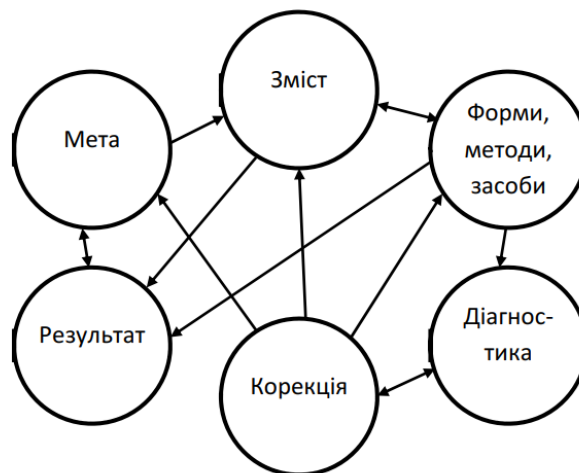 Зміст
Мета
Форми,
методи,
засоби
Результат
Корекція
Діагнос-
тика